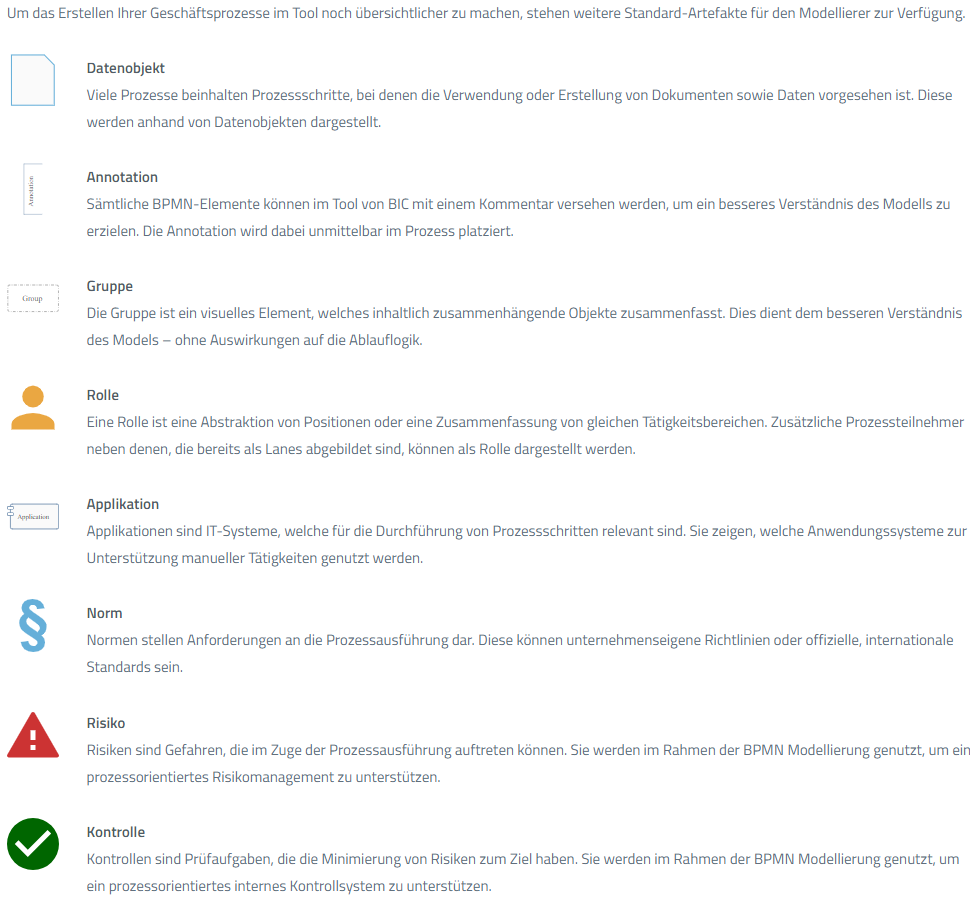 Um das Erstellen Ihrer Geschäftsprozesse im Tool noch übersichtlicher zu machen, stehen weitere Standard-Artefakte für den Modellierer zur Verfügung.
Datenobjekt
Viele Prozesse beinhalten Prozessschritte, bei denen die Verwendung oder Erstellung von Dokumenten sowie Daten vorgesehen ist. Diese
werden anhand von Datenobjekten dargestellt.
Annotation
Annotation
Sämtliche BPMN-Elemente können im Tool von BIC mit einem Kommentar versehen werden, um ein besseres Verständnis des Modells zu
erzielen. Die Annotation wird dabei unmittelbar im Prozess platziert.
Group
Gruppe
Die Gruppe ist ein visuelles Element, welches inhaltlich zusammenhängende Objekte zusammenfasst. Dies dient dem besseren Verständnis
des Models – ohne Auswirkungen auf die Ablauflogik.
Rolle
Eine Rolle ist eine Abstraktion von Positionen oder eine Zusammenfassung von gleichen Tätigkeitsbereichen. Zusätzliche Prozessteilnehmer
neben denen, die bereits als Lanes abgebildet sind, können als Rolle dargestellt werden.
Application
Applikation
Applikationen sind IT-Systeme, welche für die Durchführung von Prozessschritten relevant sind. Sie zeigen, welche Anwendungssysteme zur
Unterstützung manueller Tätigkeiten genutzt werden.
§
Norm
Normen stellen Anforderungen an die Prozessausführung dar. Diese können unternehmenseigene Richtlinien oder offizielle, internationale
Standards sein.
Risiko
Risiken sind Gefahren, die im Zuge der Prozessausführung auftreten können. Sie werden im Rahmen der BPMN Modellierung genutzt, um ein
prozessorientiertes Risikomanagement zu unterstützen.
Kontrolle
Kontrollen sind Prüfaufgaben, die die Minimierung von Risiken zum Ziel haben. Sie werden im Rahmen der BPMN Modellierung genutzt, um
ein prozessorientiertes internes Kontrollsystem zu unterstützen.